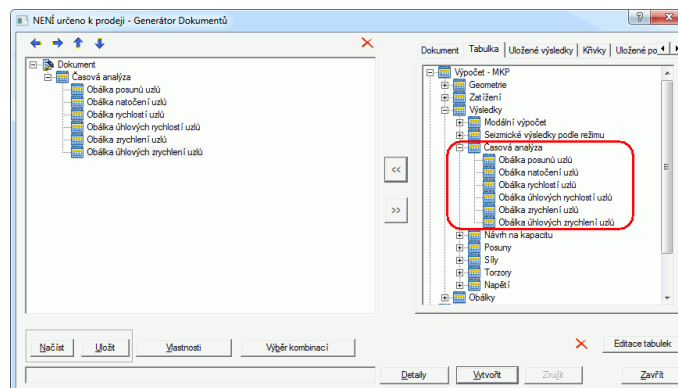 NENÍ určeno k prodeji - Generátor Dokumentů
Dokument
Časová analýza
Obálka posunů uzlů
Obálka natočení uzlů
Obálka rychlostí uzlů
Obálka úhlových rychlostí uzlů
Obálka zrychlení uzlů
Obálka úhlových zrychlení uzlů
<<
>>
Dokument Tabulka Uložené výsledky Křivky Uložené po
Výpočet - MKP
Geometrie
Zatížení
Výsledky
Modální výpočet
Seizmické výsledky podle režimu
Časová analýza
Obálka posunů uzlů
Obálka natočení uzlů
Obálka rychlostí uzlů
Obálka úhlových rychlostí uzlů
Obálka zrychlení uzlů
Obálka úhlových zrychlení uzlů
Návrh na kapacitu
Posuny
Síly
Torzory
Napětí
Obálky
Načíst Uložit Vlastnosti Výběr kombinací
Editace tabulek
Detaily Vytvořit Zrušit Zavřít